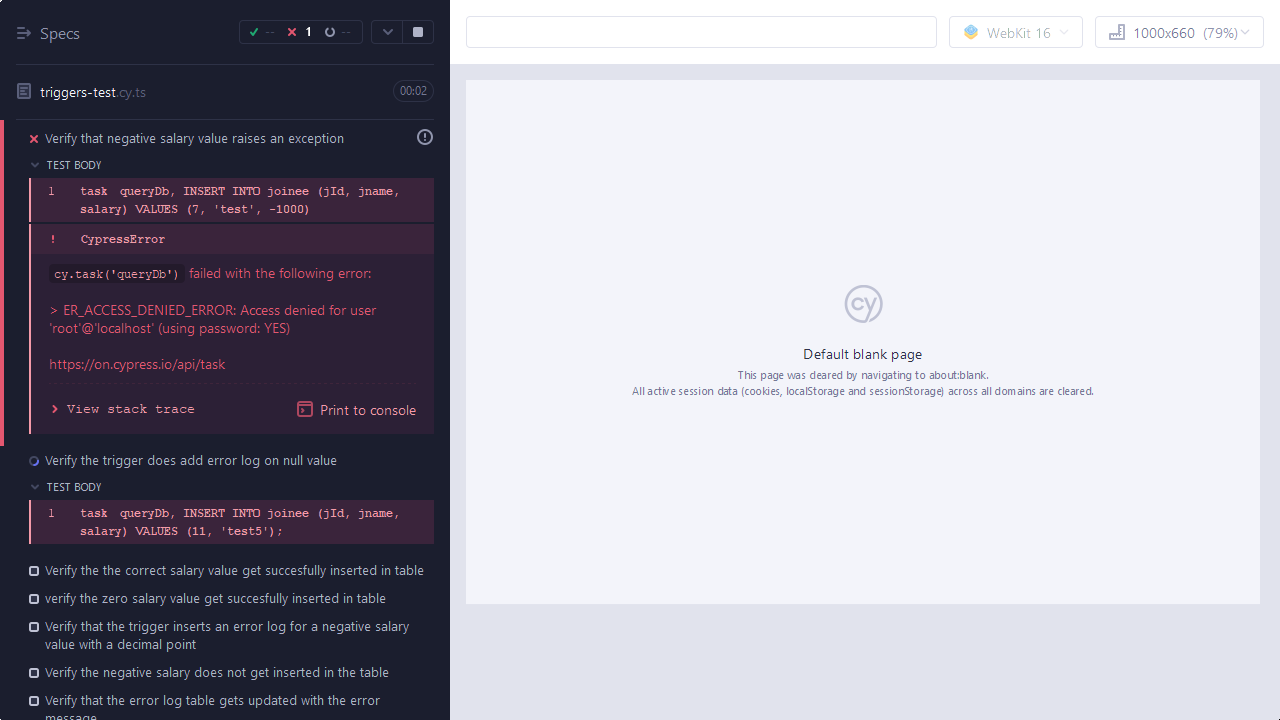 Specs
--
1
--
triggers-test.cy.ts
00:02
Verify that negative salary value raises an exception
TEST BODY
1 task queryDb, INSERT INTO joinee (jId, jname,
salary) VALUES (7, 'test', -1000)
! CypressError
cy.task('queryDb') failed with the following error:
> ER_ACCESS_DENIED_ERROR: Access denied for user
'root'@'localhost' (using password: YES)
https://on.cypress.io/api/task
View stack trace
Print to console
Verify the trigger does add error log on null value
TEST BODY
1 task queryDb, INSERT INTO joinee (jId, jname,
salary) VALUES (11, 'test5');
Verify the the correct salary value get succesfully inserted in table
verify the zero salary value get succesfully inserted in table
Verify that the trigger inserts an error log for a negative salary
value with a decimal point
Verify the negative salary does not get inserted in the table
Verify that the error log table gets updated with the error
message
WebKit 16
1000x660 (79%)
cy
Default blank page
This page was cleared by navigating to about:blank.
All active session data (cookies, localStorage and sessionStorage) across all domains are cleared.